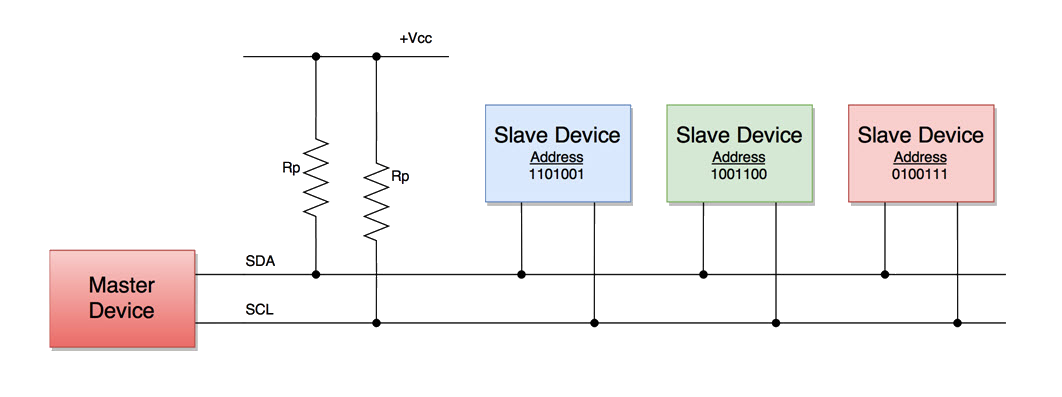 +Vcc
Rp
Rp
Slave Device
Address
1101001
Slave Device
Address
1001100
Slave Device
Address
0100111
SDA
SCL
Master
Device